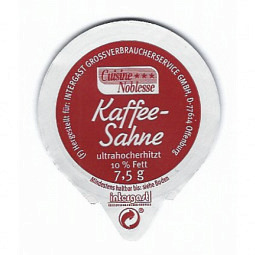 (I) Hergestellt für: INTERGAST GROSSVERBRAUCHERSERVICE GMBH, D-77614 Offenburg
Cuisine ***
Noblesse
Kaffee-
Sahne
ultrahocherhitzt
10 % Fett
7,5 g
Mindestens haltbar bis: siehe Boden
intergast